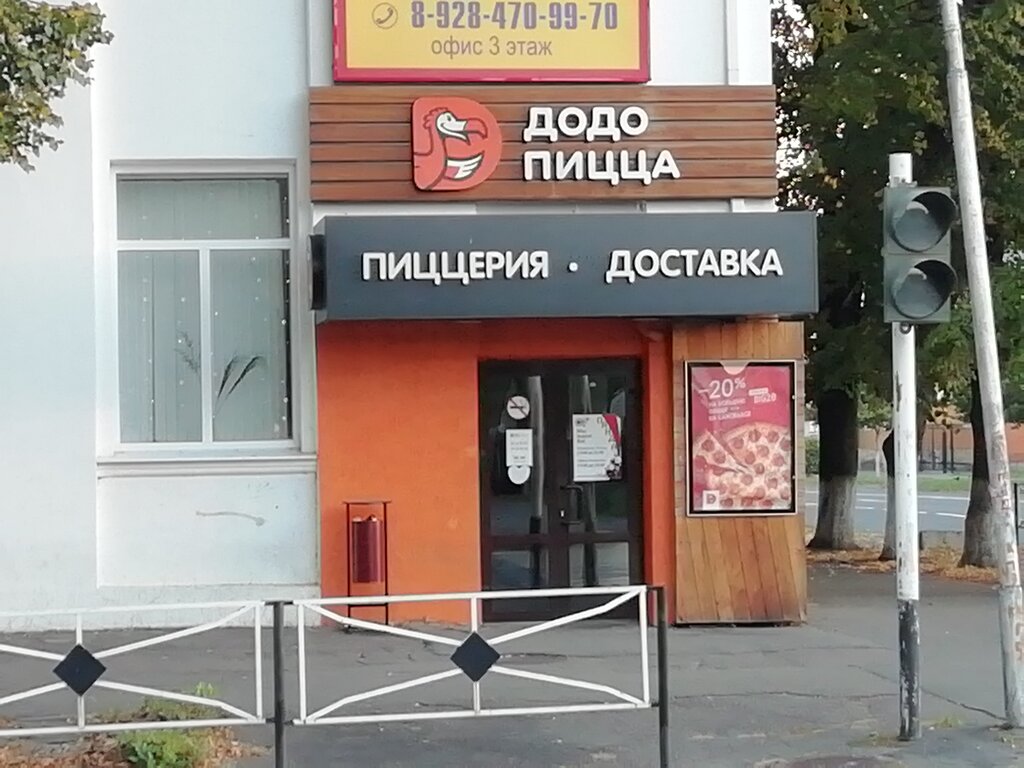 8-928-470-99-70
офис 3 этаж
ДОДО
ПИЦЦА
ПИЦЦЕРИЯ · ДОСТАВКА
-20%